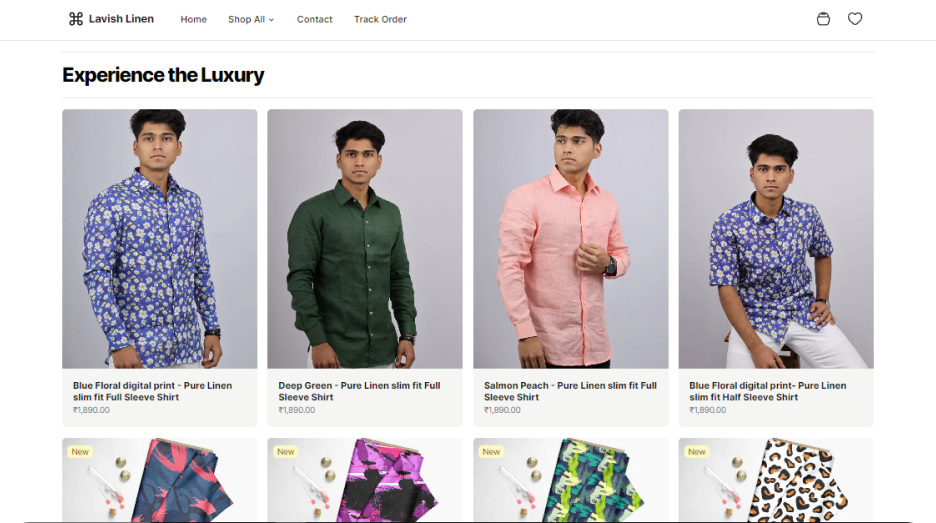 Lavish Linen
Home
Shop All
Contact
Track Order
Experience the Luxury
Blue Floral digital print - Pure Linen
slim fit Full Sleeve Shirt
₹1,890.00
Deep Green - Pure Linen slim fit Full
Sleeve Shirt
₹1,890.00
Salmon Peach - Pure Linen slim fit Full
Sleeve Shirt
₹1,890.00
Blue Floral digital print- Pure Linen
slim fit Half Sleeve Shirt
₹1,890.00
New
New
New
New